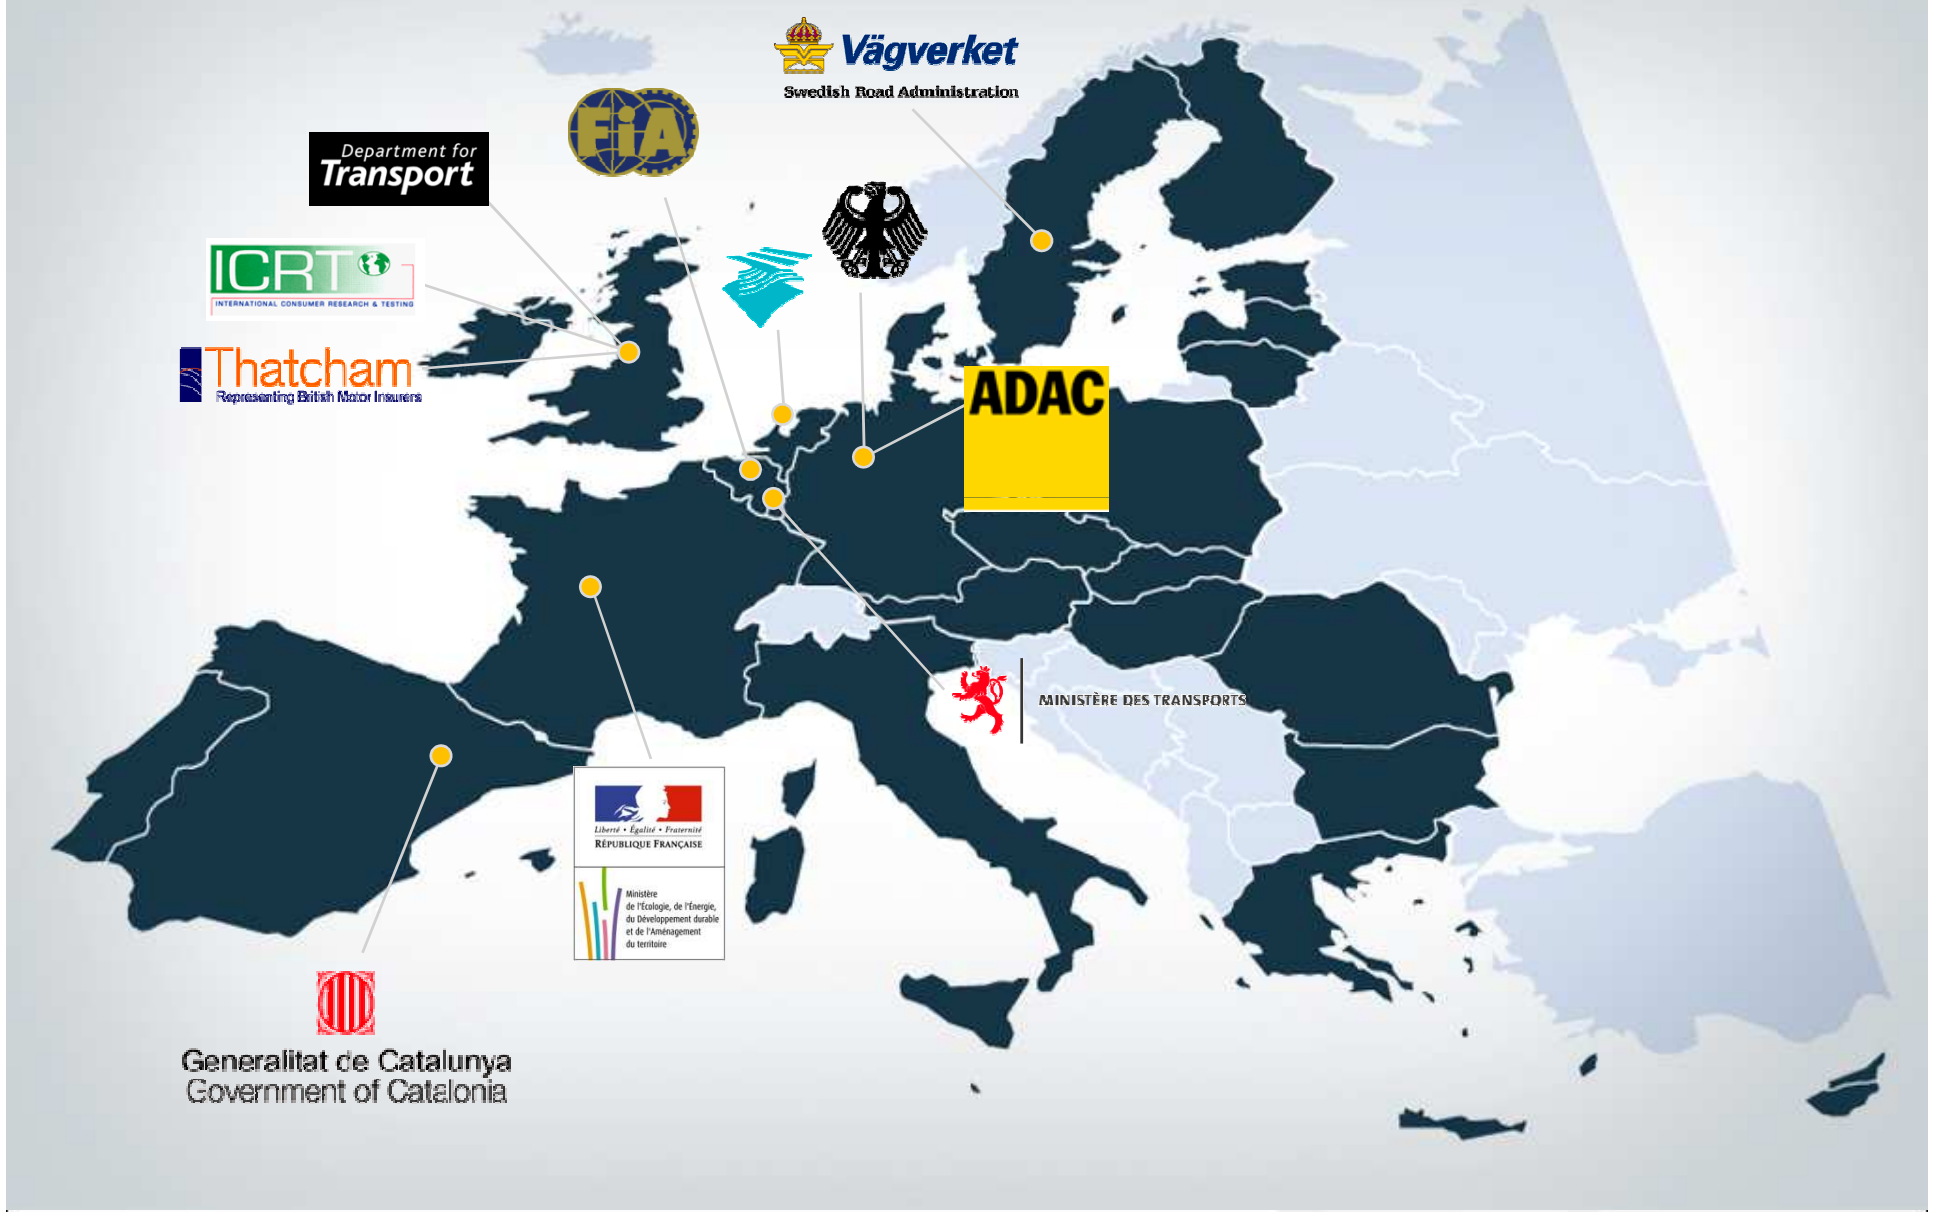 Vägverket
Swedish Road Administration
FiA
Department for
Transport
ICRT
INTERNATIONAL CONSUMER RESEARCH & TESTING
Thatcham
Representing British Motor Insurers
ADAC
MINISTÈRE DES TRANSPORTS
Liberté • Égalité • Fraternité
RÉPUBLIQUE FRANÇAISE
Ministère
de l'Écologie, de l'Énergie,
du Développement durable
et de l'Aménagement
du territoire
Generalitat de Catalunya
Government of Catalonia